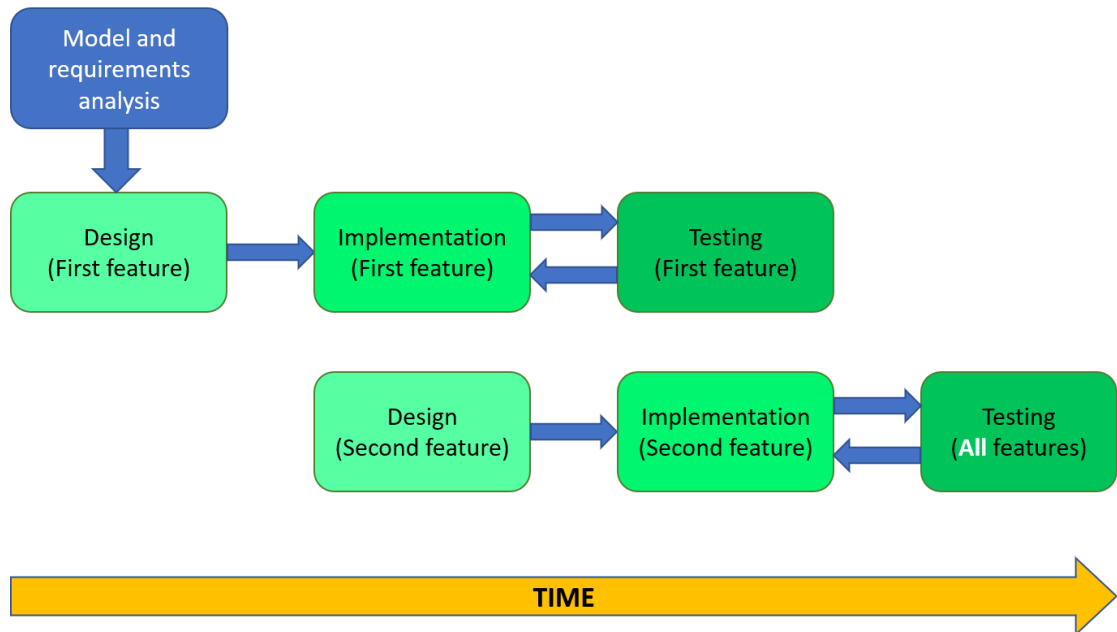 Model and
requirements
analysis
Design
(First feature)
Implementation
(First feature)
Testing
(First feature)
Design
(Second feature)
Implementation
(Second feature)
Testing
(All features)
TIME